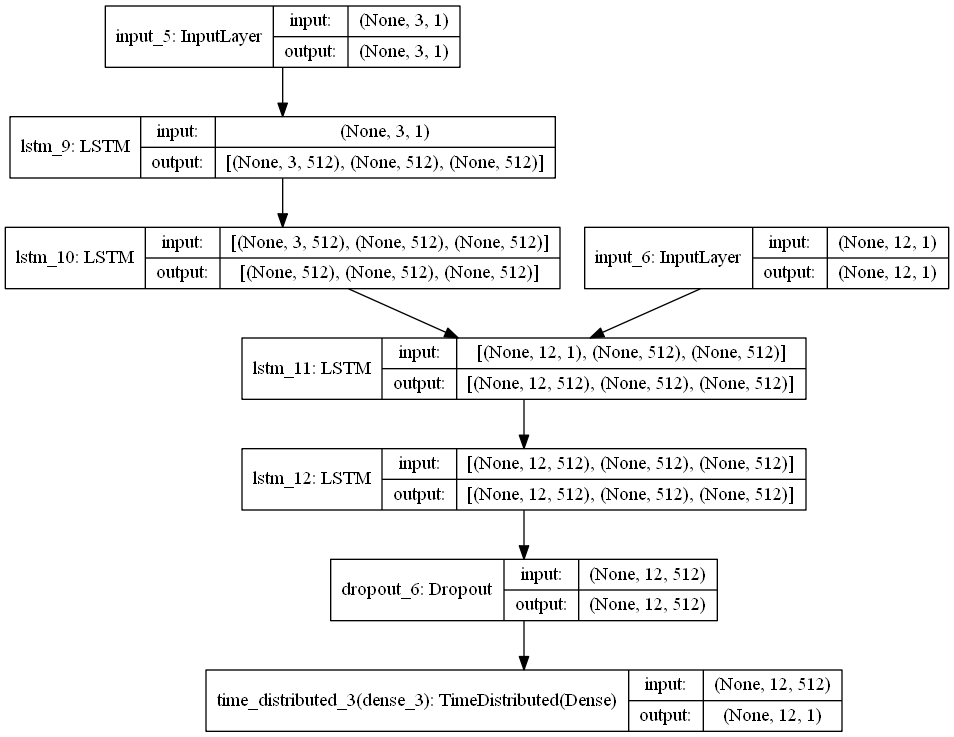 input_5: InputLayer
input: (None, 3, 1)
output: (None, 3, 1)
lstm_9: LSTM
input: (None, 3, 1)
output: [(None, 3, 512), (None, 512), (None, 512)]
lstm_10: LSTM
input: [(None, 3, 512), (None, 512), (None, 512)]
output: [(None, 512), (None, 512), (None, 512)]
input_6: InputLayer
input: (None, 12, 1)
output: (None, 12, 1)
lstm_11: LSTM
input: [(None, 12, 1), (None, 512), (None, 512)]
output: [(None, 12, 512), (None, 512), (None, 512)]
lstm_12: LSTM
input: [(None, 12, 512), (None, 512), (None, 512)]
output: [(None, 12, 512), (None, 512), (None, 512)]
dropout_6: Dropout
input: (None, 12, 512)
output: (None, 12, 512)
time_distributed_3(dense_3): TimeDistributed(Dense)
input: (None, 12, 512)
output: (None, 12, 1)